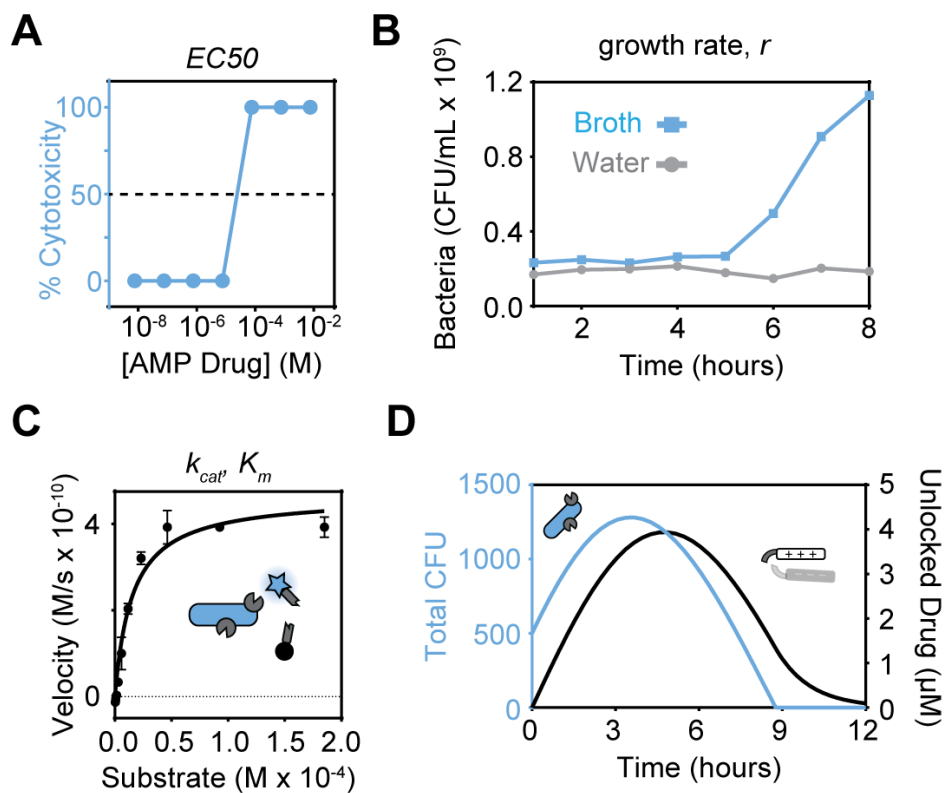 A
EC50
% Cytotoxicity
100
50
0
10⁻⁸ 10⁻⁶ 10⁻⁴ 10⁻²
[AMP Drug] (M)
B
growth rate, r
Bacteria (CFU/mL x 10⁹)
1.2
0.8
0.4
0.0
Broth
Water
2 4 6 8
Time (hours)
C
kcat, Km
Velocity (M/s x 10⁻¹⁰)
4
0
0.0 0.5 1.0 1.5 2.0
Substrate (M x 10⁻⁴)
D
Total CFU
1500
1000
500
0
+ + +
5
4
3
2
1
0
Unlocked Drug (µM)
0 3 6 9 12
Time (hours)